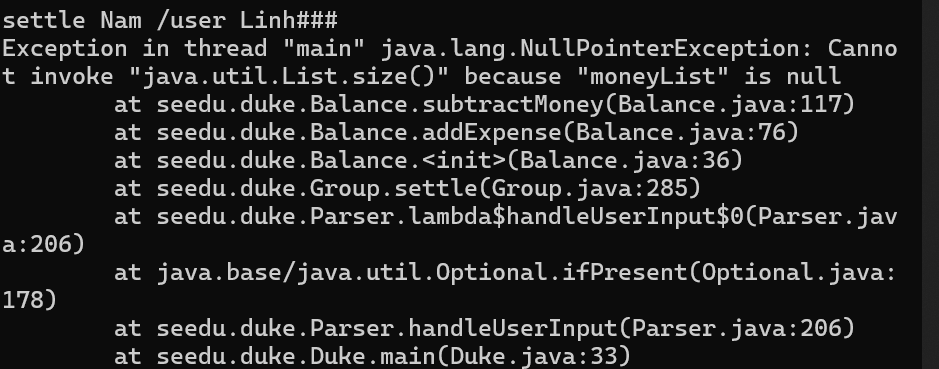 settle Nam /user Linh###
Exception in thread "main" java.lang.NullPointerException: Canno
t invoke "java.util.List.size()" because "moneyList" is null
        at seedu.duke.Balance.subtractMoney(Balance.java:117)
        at seedu.duke.Balance.addExpense(Balance.java:76)
        at seedu.duke.Balance.<init>(Balance.java:36)
        at seedu.duke.Group.settle(Group.java:285)
        at seedu.duke.Parser.lambda$handleUserInput$0(Parser.jav
a:206)
        at java.base/java.util.Optional.ifPresent(Optional.java:
178)
        at seedu.duke.Parser.handleUserInput(Parser.java:206)
        at seedu.duke.Duke.main(Duke.java:33)